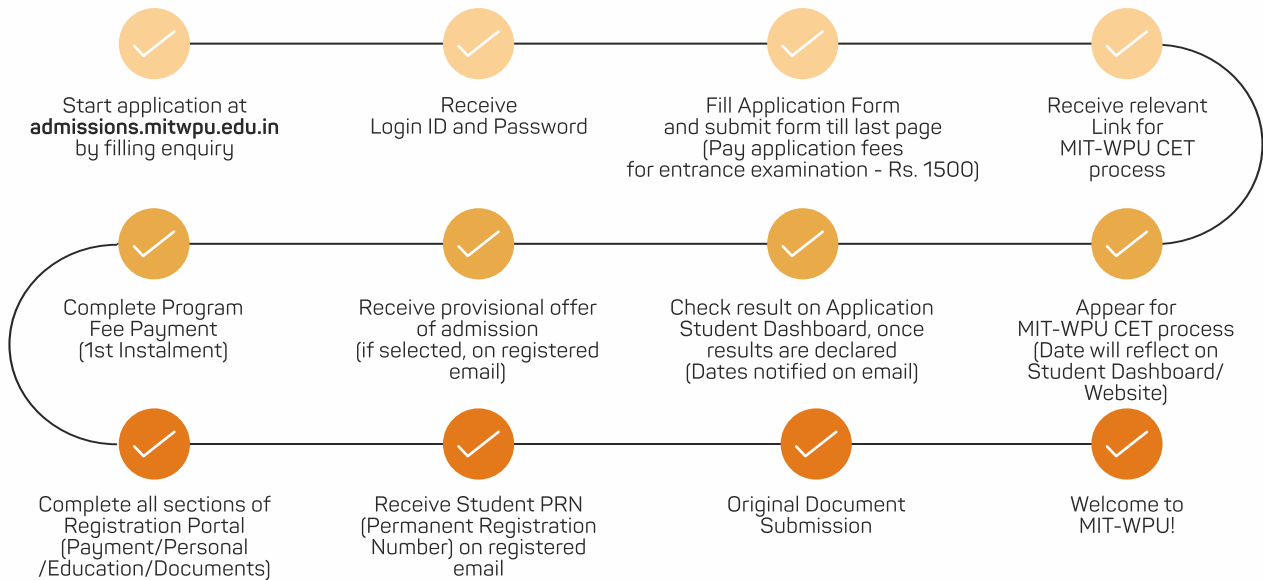 Start application at
admissions.mitwpu.edu.in
by filling enquiry
Receive
Login ID and Password
Fill Application Form
and submit form till last page
(Pay application fees
for entrance examination - Rs. 1500)
Receive relevant
Link for
MIT-WPU CET
process
Complete Program
Fee Payment
(1st Instalment)
Receive provisional offer
of admission
(if selected, on registered
email)
Check result on Application
Student Dashboard, once
results are declared
(Dates notified on email)
Appear for
MIT-WPU CET process
(Date will reflect on
Student Dashboard/
Website)
Complete all sections of
Registration Portal
(Payment/Personal
/Education/Documents)
Receive Student PRN
(Permanent Registration
Number) on registered
email
Original Document
Submission
Welcome to
MIT-WPU!